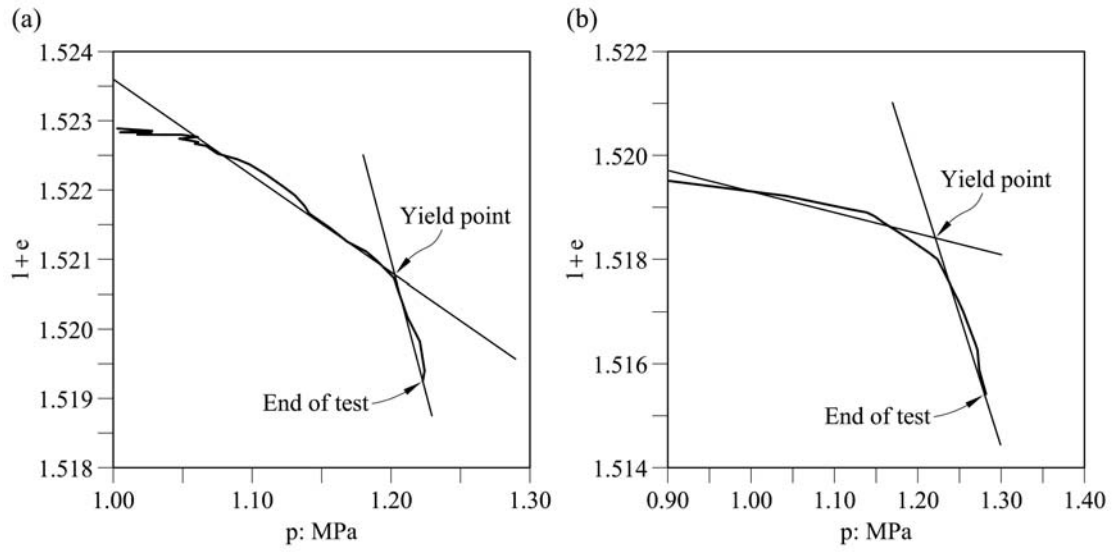 (a)
1.524
1.523
1.522
1.521
1.520
1.519
1.518
1 + e
Yield point
End of test
1.00
1.10
1.20
1.30
p: MPa
(b)
1.522
1.520
1.518
1.516
1.514
1 + e
Yield point
End of test
0.90
1.00
1.10
1.20
1.30
1.40
p: MPa